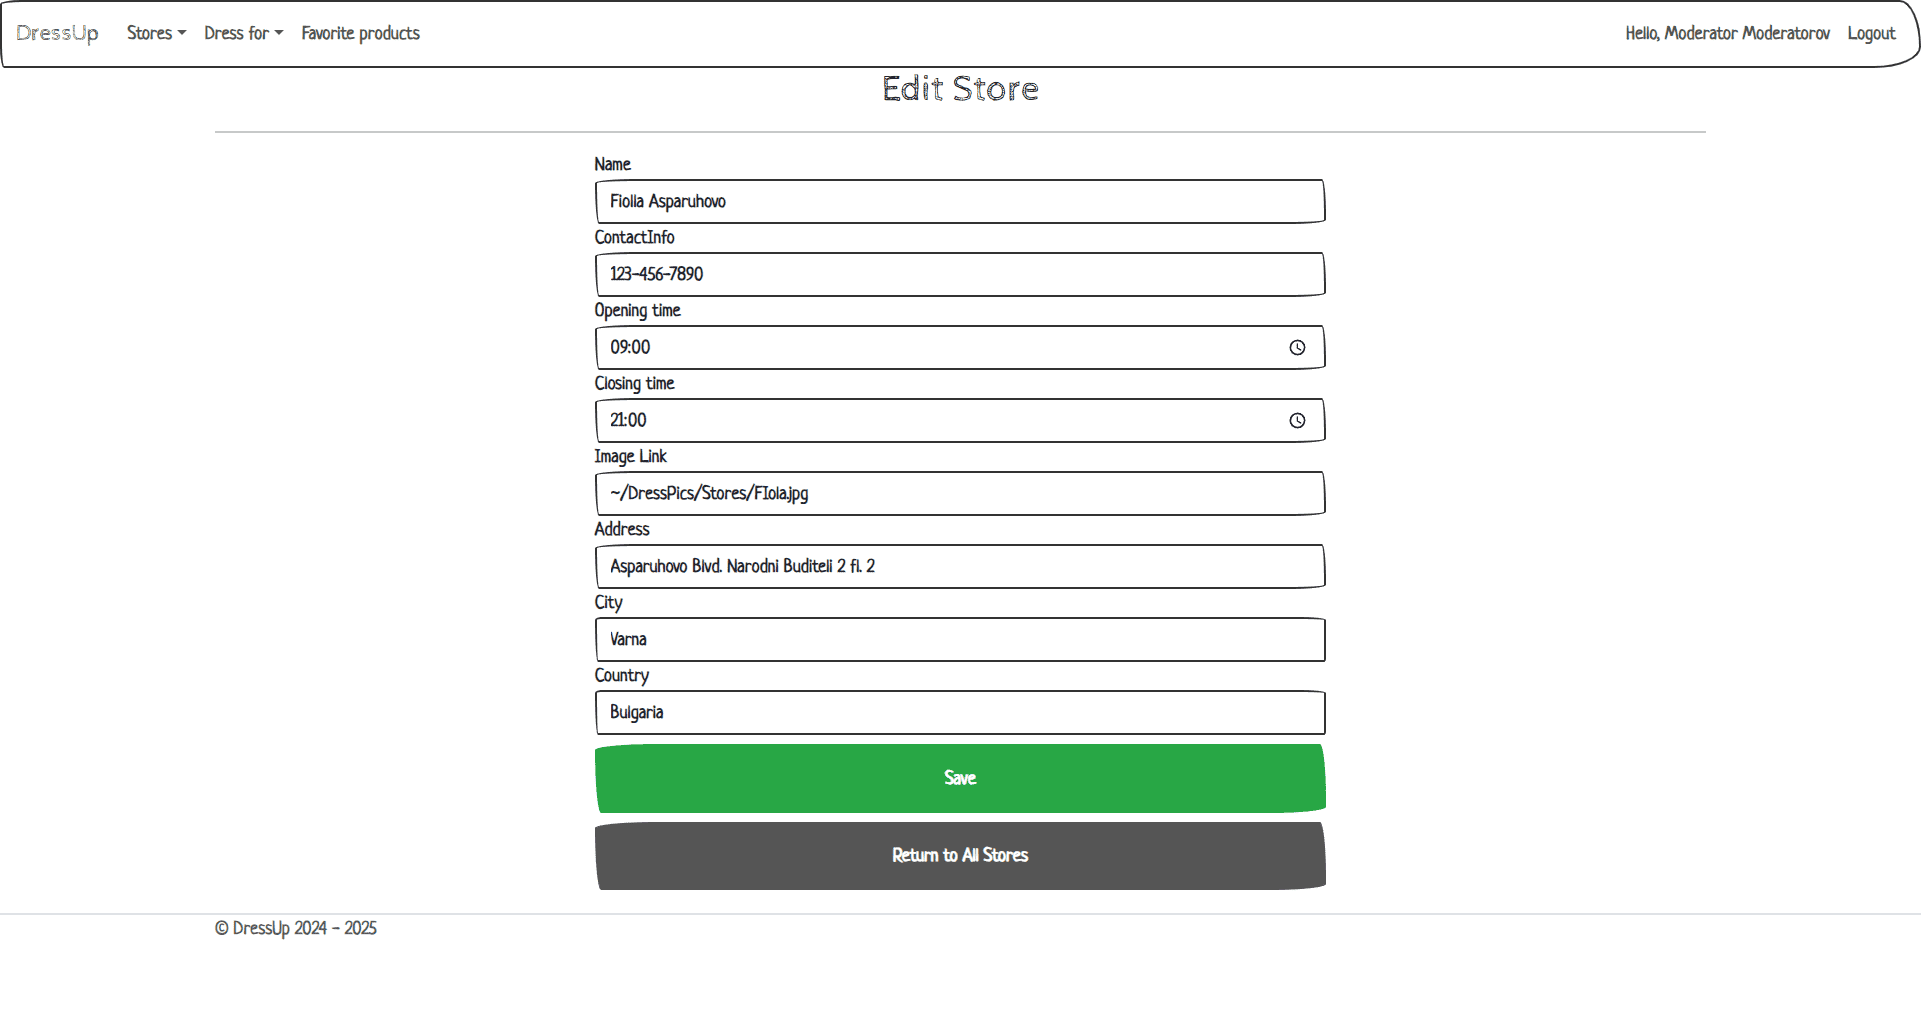 DressUp Stores Dress for Favorite products Hello, Moderator Moderatorov Logout
Edit Store
Name
Fiolla Asparuhovo
ContactInfo
123-456-7890
Opening time
09:00
Closing time
21:00
Image Link
~/DressPics/Stores/FIola.jpg
Address
Asparuhovo Blvd. Narodni Buditeli 2 fl. 2
City
Varna
Country
Bulgaria
Save
Return to All Stores
© DressUp 2024 - 2025